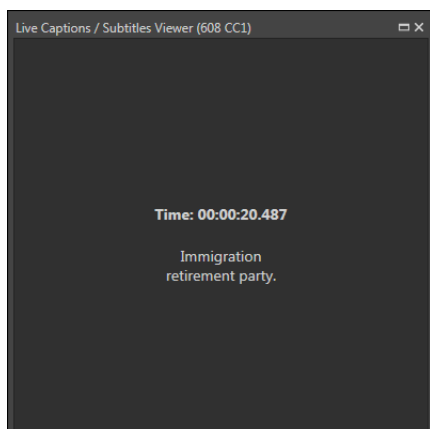 Live Captions / Subtitles Viewer (608 CC1)
Time: 00:00:20.487
Immigration
retirement party.